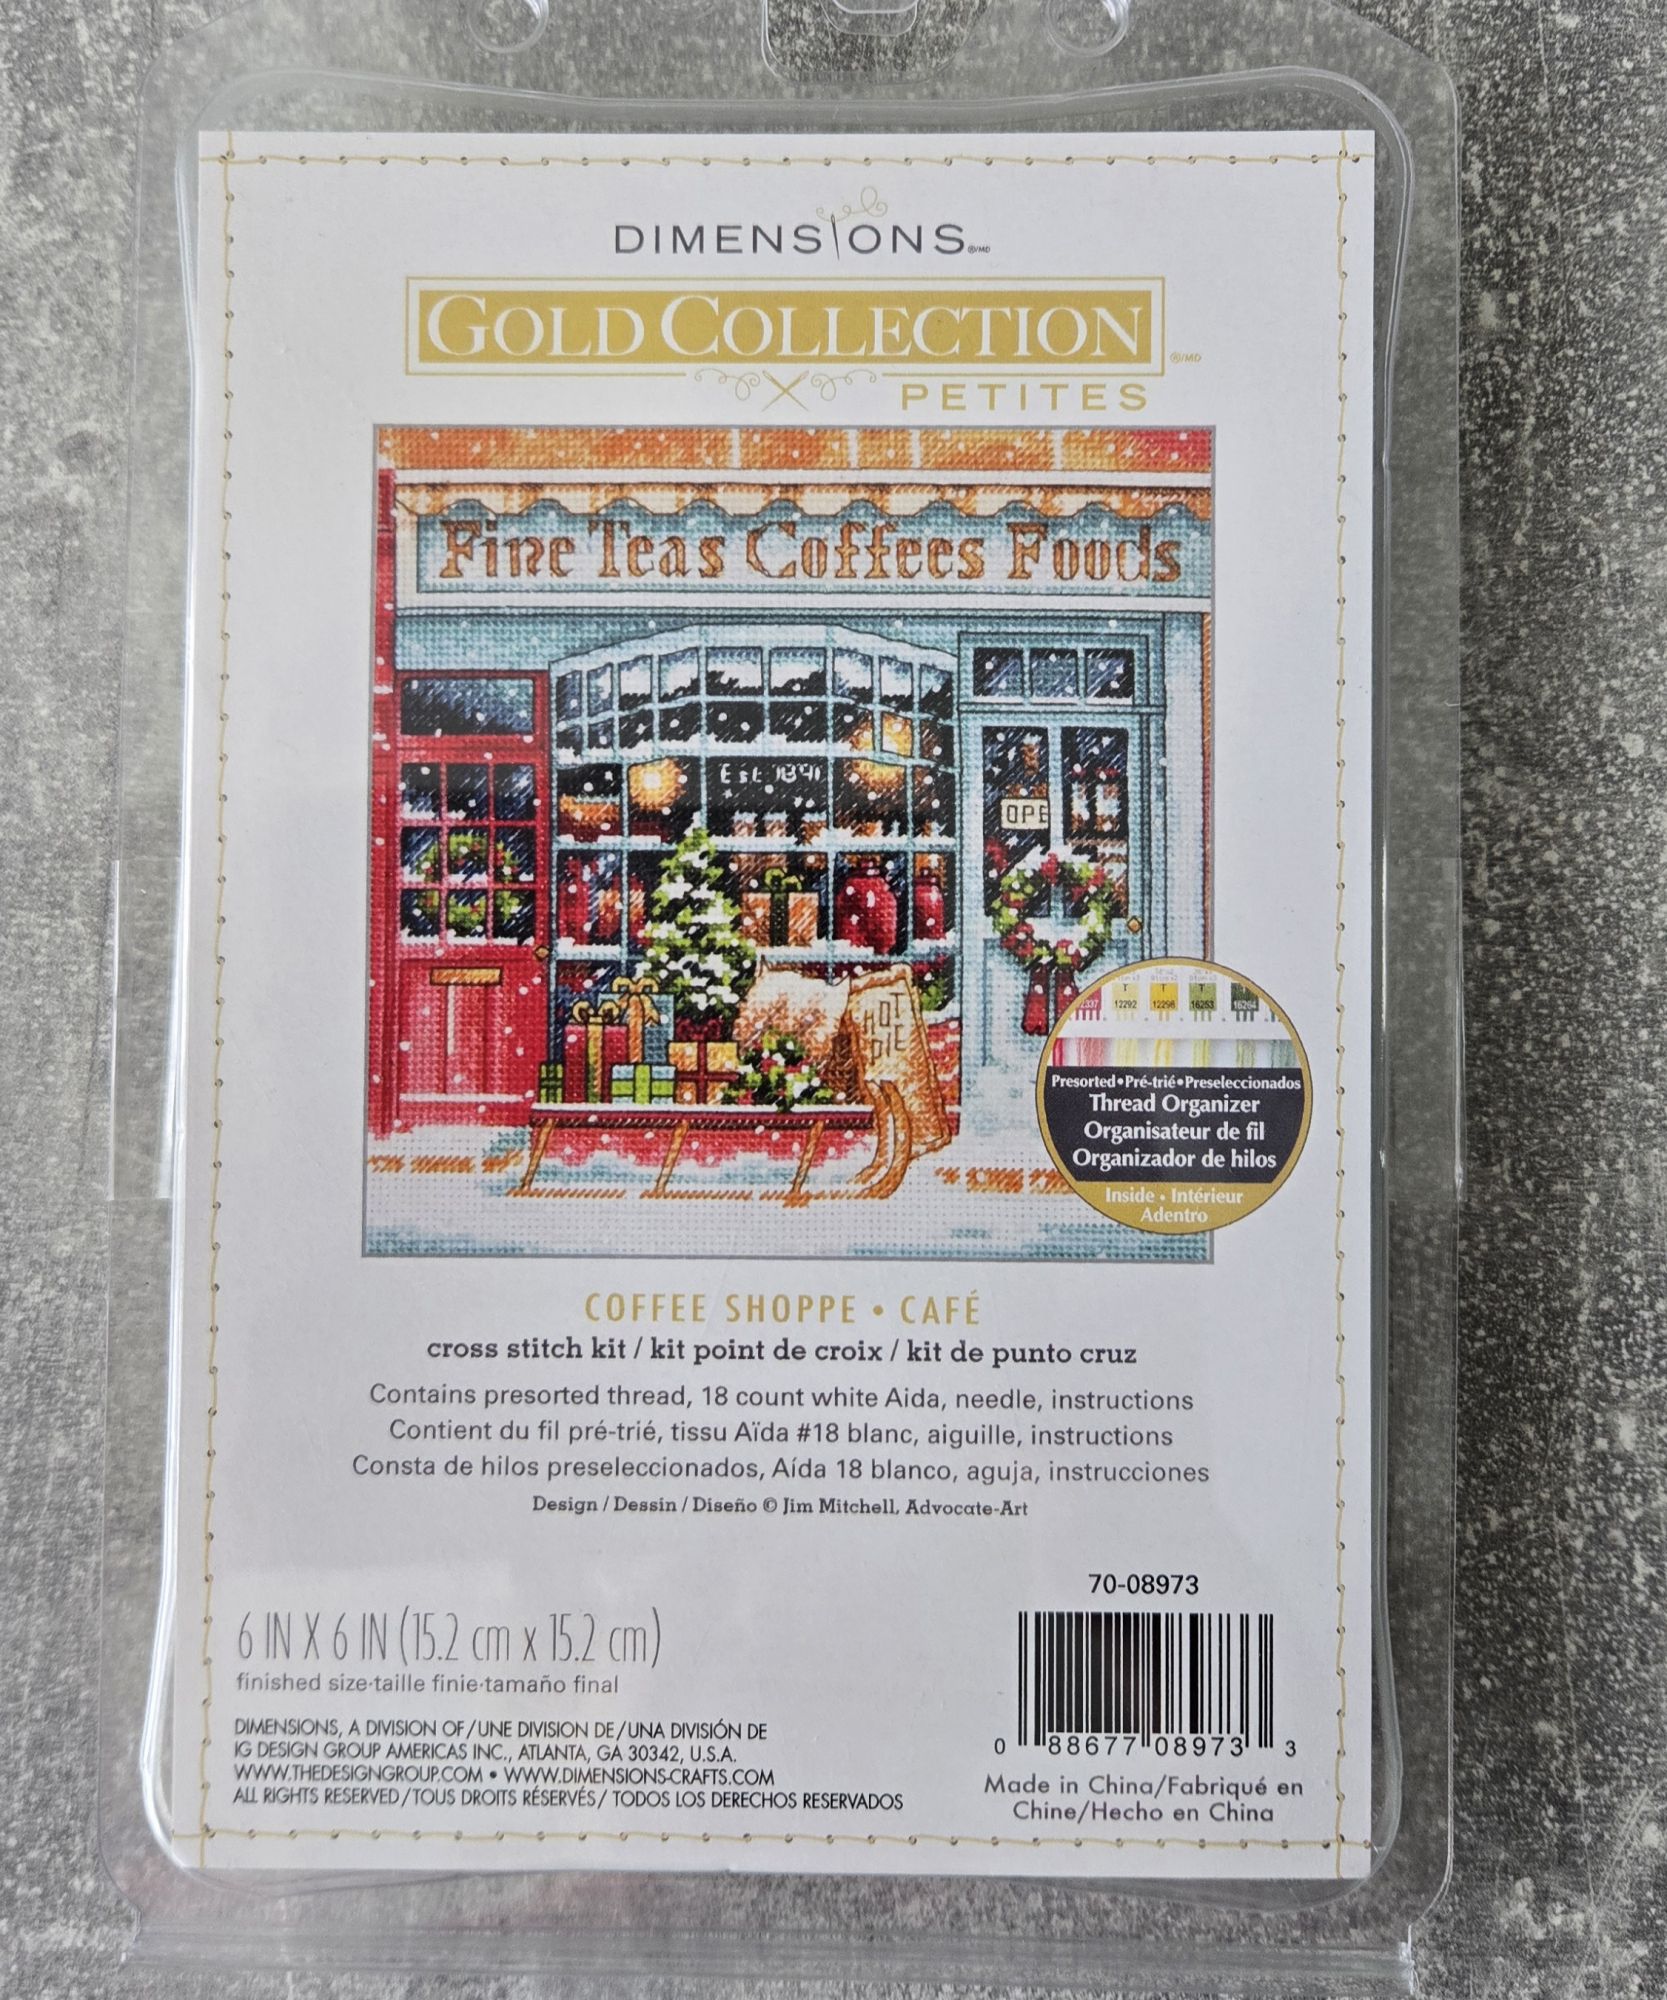 DIMENSIONS ®/MD
GOLD COLLECTION ®/MD
PETITES
Fine Teas Coffees Foods
Est 1891
OPE
HOT
PIE
12292 12298 16253 16264
Presorted•Pré-trié•Preseleccionados
Thread Organizer
Organisateur de fil
Organizador de hilos
Inside • Intérieur
Adentro
COFFEE SHOPPE • CAFÉ
cross stitch kit / kit point de croix / kit de punto cruz
Contains presorted thread, 18 count white Aida, needle, instructions
Contient du fil pré-trié, tissu Aïda #18 blanc, aiguille, instructions
Consta de hilos preseleccionados, Aída 18 blanco, aguja, instrucciones
Design / Dessin / Diseño © Jim Mitchell, Advocate-Art
70-08973
6 IN X 6 IN (15.2 cm x 15.2 cm)
finished size·taille finie·tamaño final
DIMENSIONS, A DIVISION OF/UNE DIVISION DE/UNA DIVISIÓN DE
IG DESIGN GROUP AMERICAS INC., ATLANTA, GA 30342, U.S.A.
WWW.THEDESIGNGROUP.COM • WWW.DIMENSIONS-CRAFTS.COM
ALL RIGHTS RESERVED/TOUS DROITS RÉSERVÉS/ TODOS LOS DERECHOS RESERVADOS
0 88677 08973 3
Made in China/Fabriqué en
Chine/Hecho en China